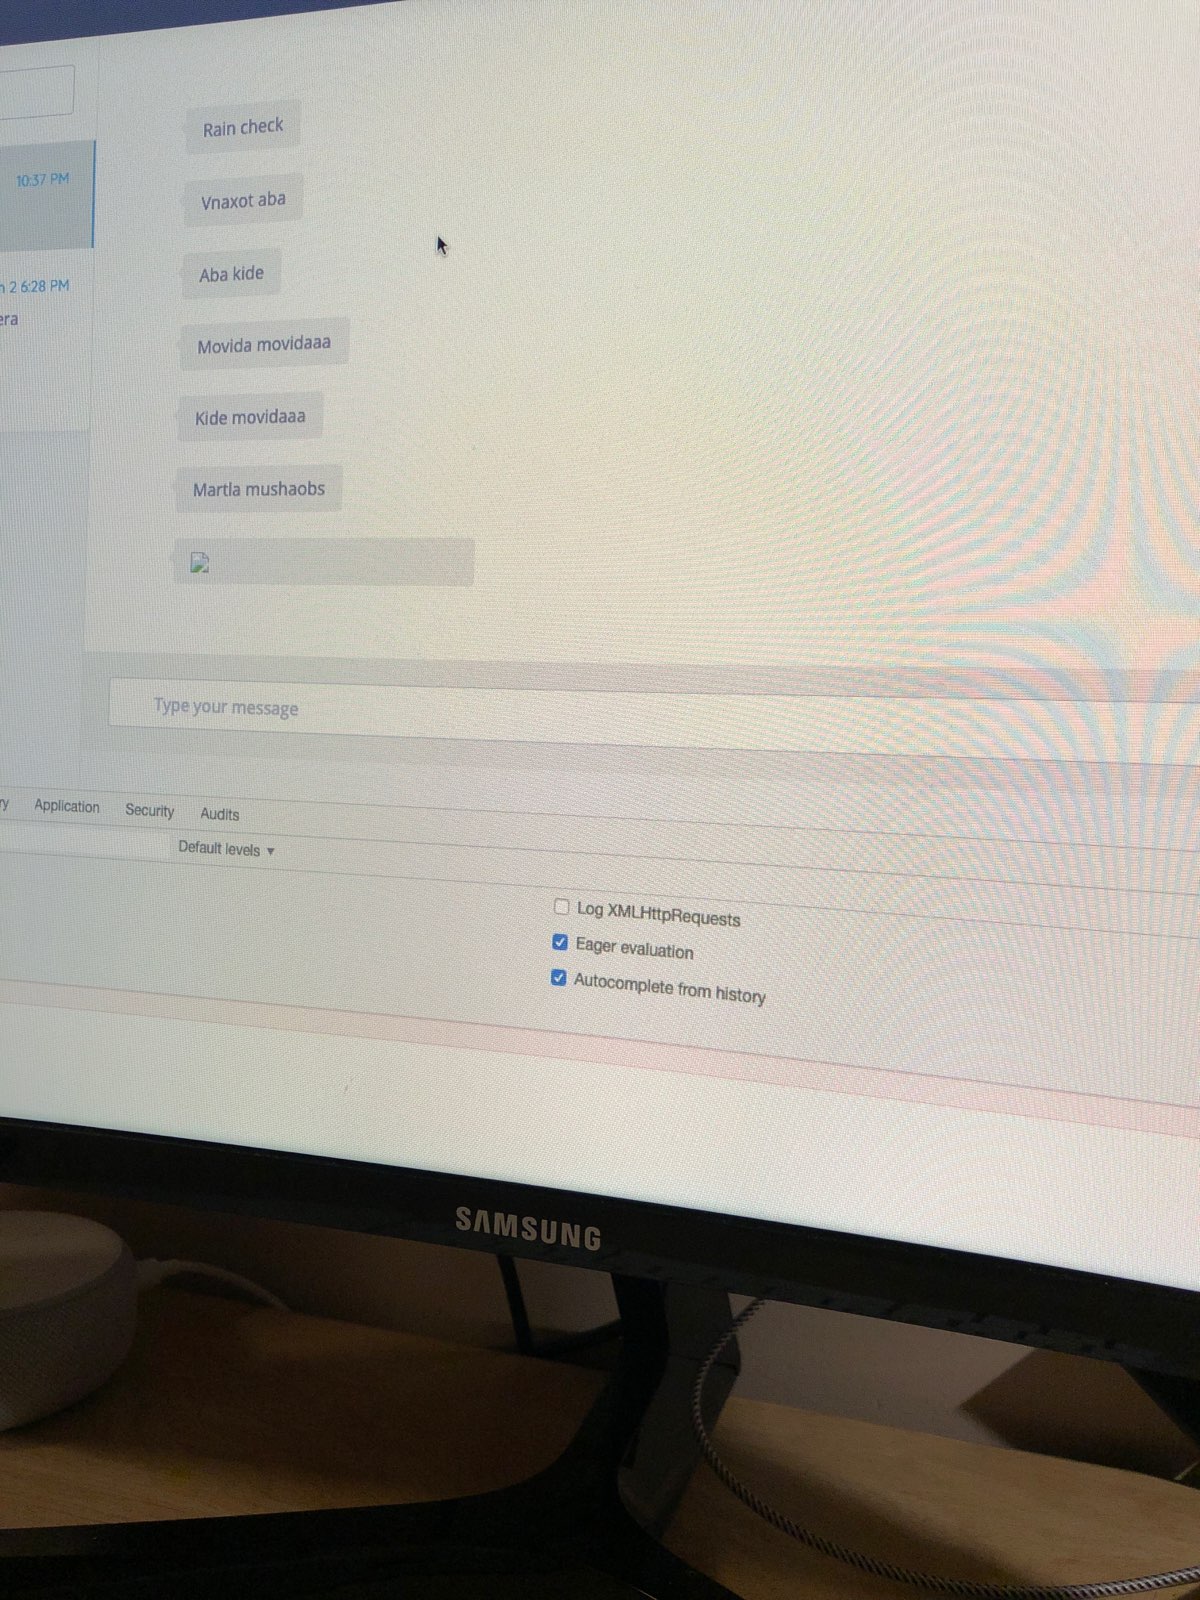 Rain check
10:37 PM
Vnaxot aba
Aba kide
2 6:28 PM
Movida movidaaa
Kide movidaaa
Martla mushaobs
Type your message
Application Security Audits
Default levels ▼
Log XMLHttpRequests
Eager evaluation
Autocomplete from history
SAMSUNG